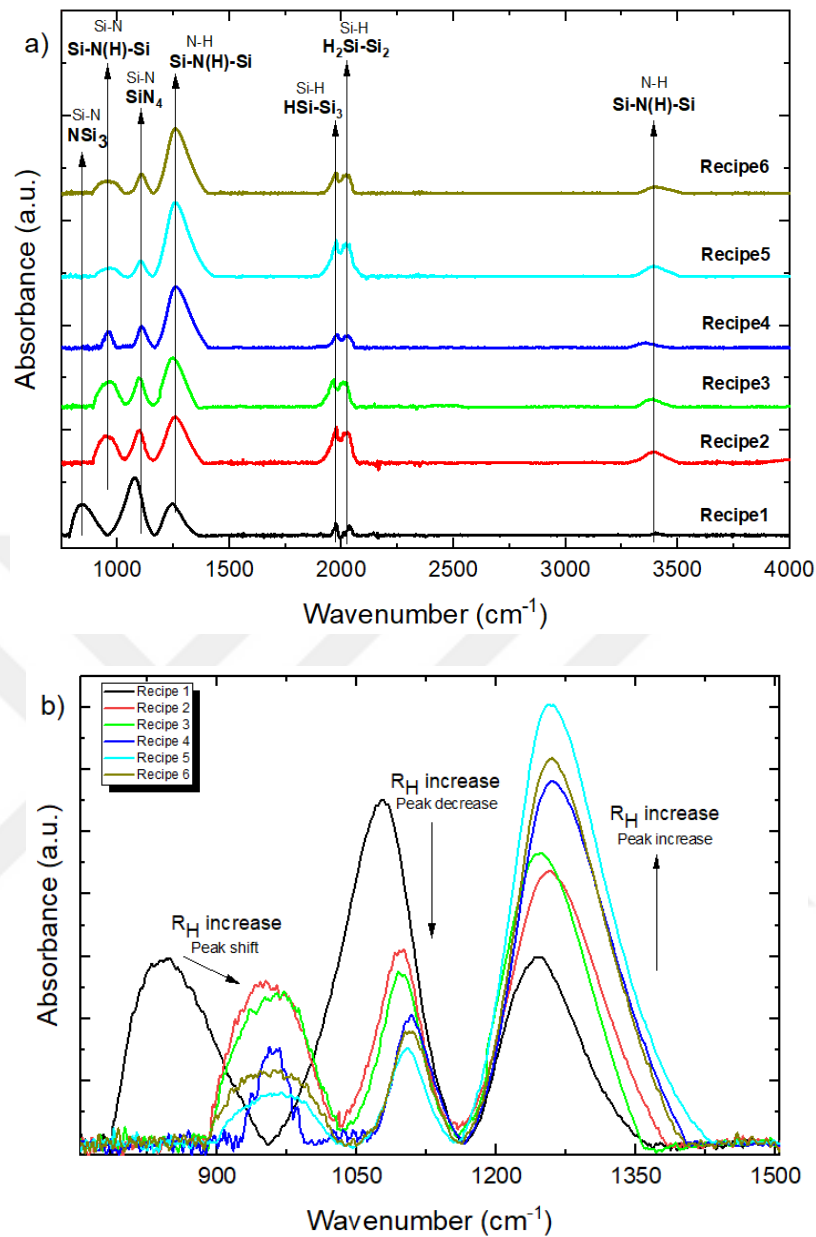 a)
Si-N
Si-N(H)-Si
Si-N
SiN4
N-H
Si-N(H)-Si
Si-H
H2Si-Si2
Si-N
NSi3
Si-H
HSi-Si3
N-H
Si-N(H)-Si
Recipe6
Recipe5
Recipe4
Recipe3
Recipe2
Recipe1
Absorbance (a.u.)
1000 1500 2000 2500 3000 3500 4000
Wavenumber (cm-1)
b)
Recipe 1
Recipe 2
Recipe 3
Recipe 4
Recipe 5
Recipe 6
RH increase
Peak decrease
RH increase
Peak increase
RH increase
Peak shift
Absorbance (a.u.)
900 1050 1200 1350 1500
Wavenumber (cm-1)